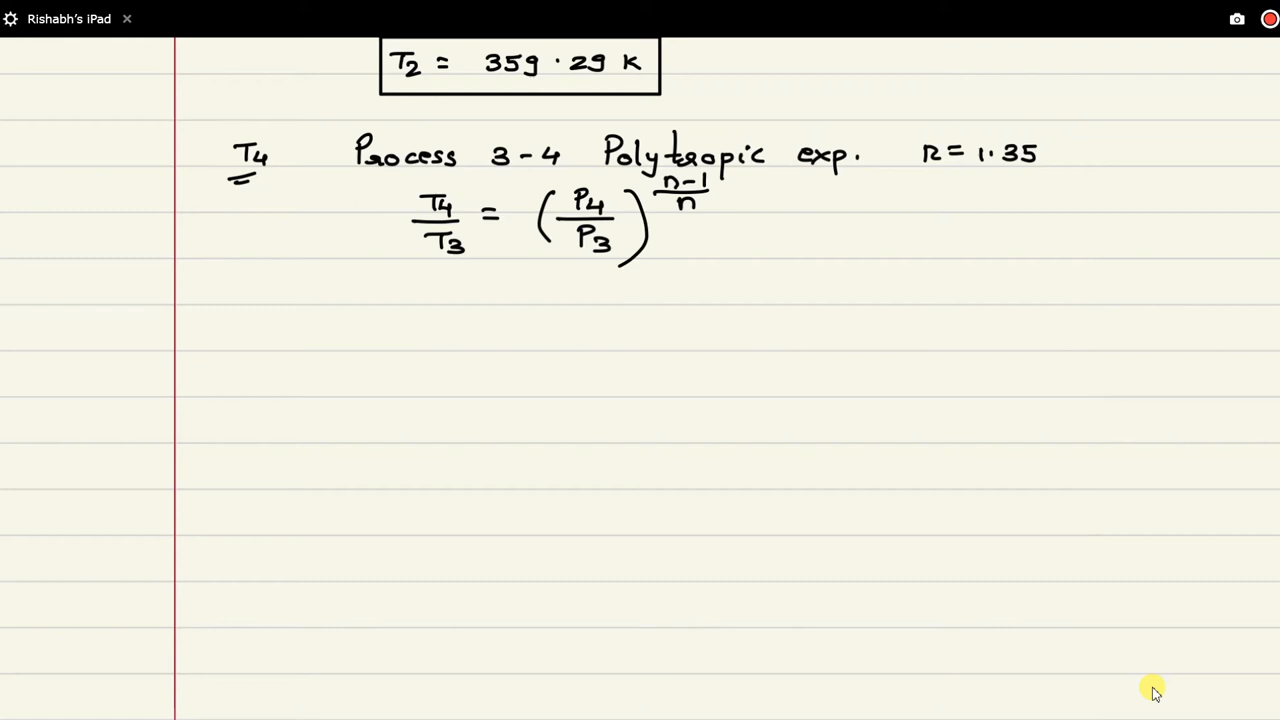 Rishabh's iPad
T2 = 359.29 K
T4 Process 3-4 Polytropic exp. n = 1.35
T4/T3 = (P4/P3)^(n-1/n)